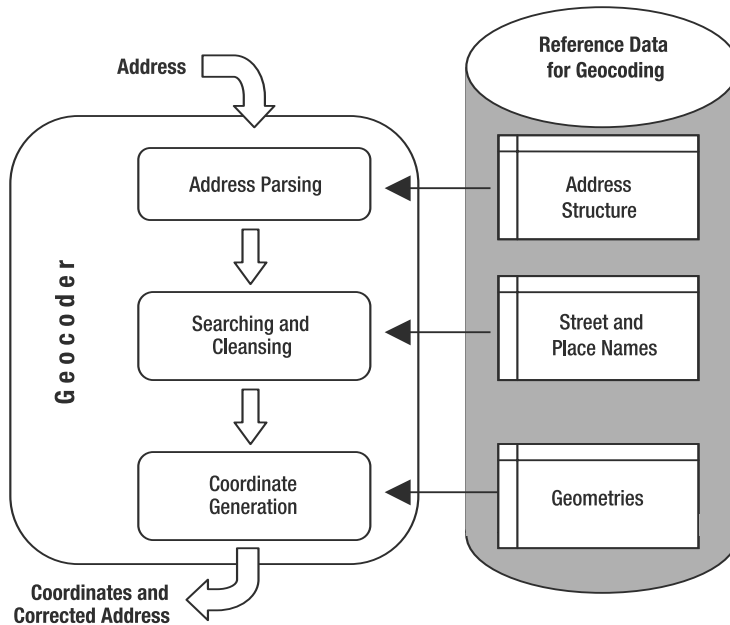 Address
Reference Data
for Geocoding
Geocoder
Address Parsing
Address
Structure
Searching and
Cleansing
Street and
Place Names
Coordinate
Generation
Geometries
Coordinates and
Corrected Address